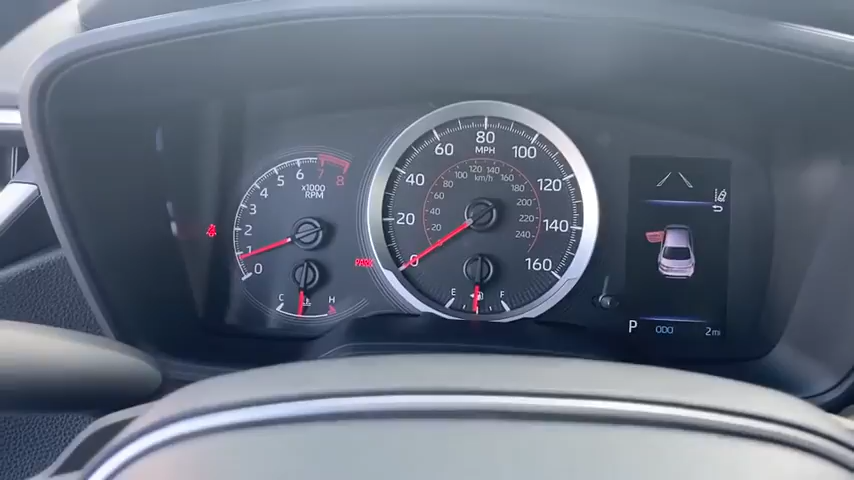 0 1 2 3 4 5 6 7 8
x1000
RPM
C H
PARK
0 20 40 60 80 100 120 140 160
MPH
20 40 60 80 100 120 140 160 180 200 220 240
km/h
E F
P 000 2mi